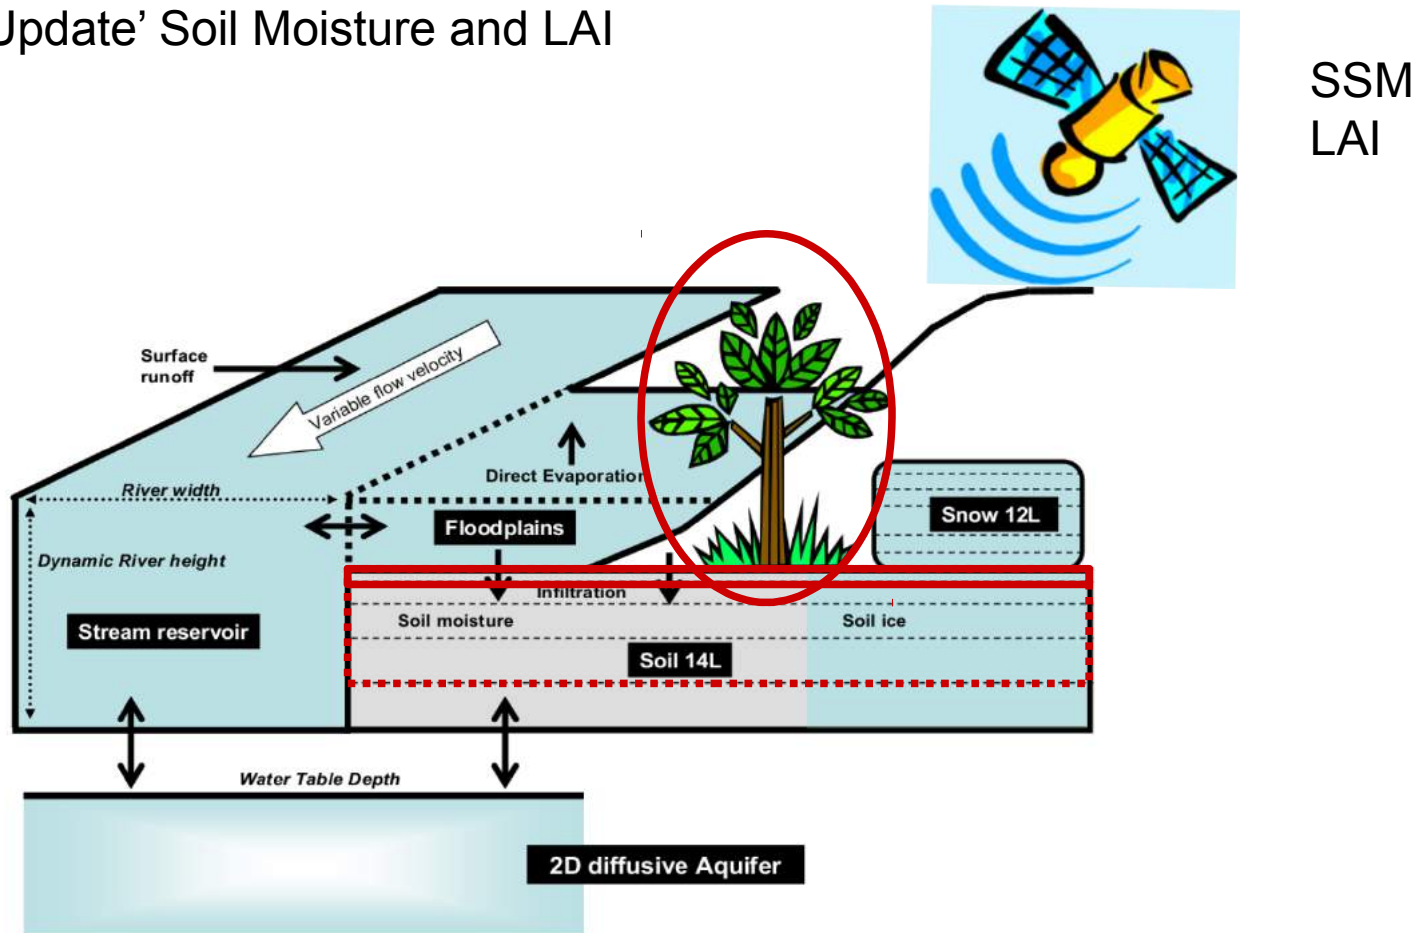 Update’ Soil Moisture and LAI
SSM
LAI
Surface
runoff
Variable flow velocity
River width
Direct Evaporation
Floodplains
Snow 12L
Dynamic River height
Infiltration
Soil moisture
Soil ice
Stream reservoir
Soil 14L
Water Table Depth
2D diffusive Aquifer